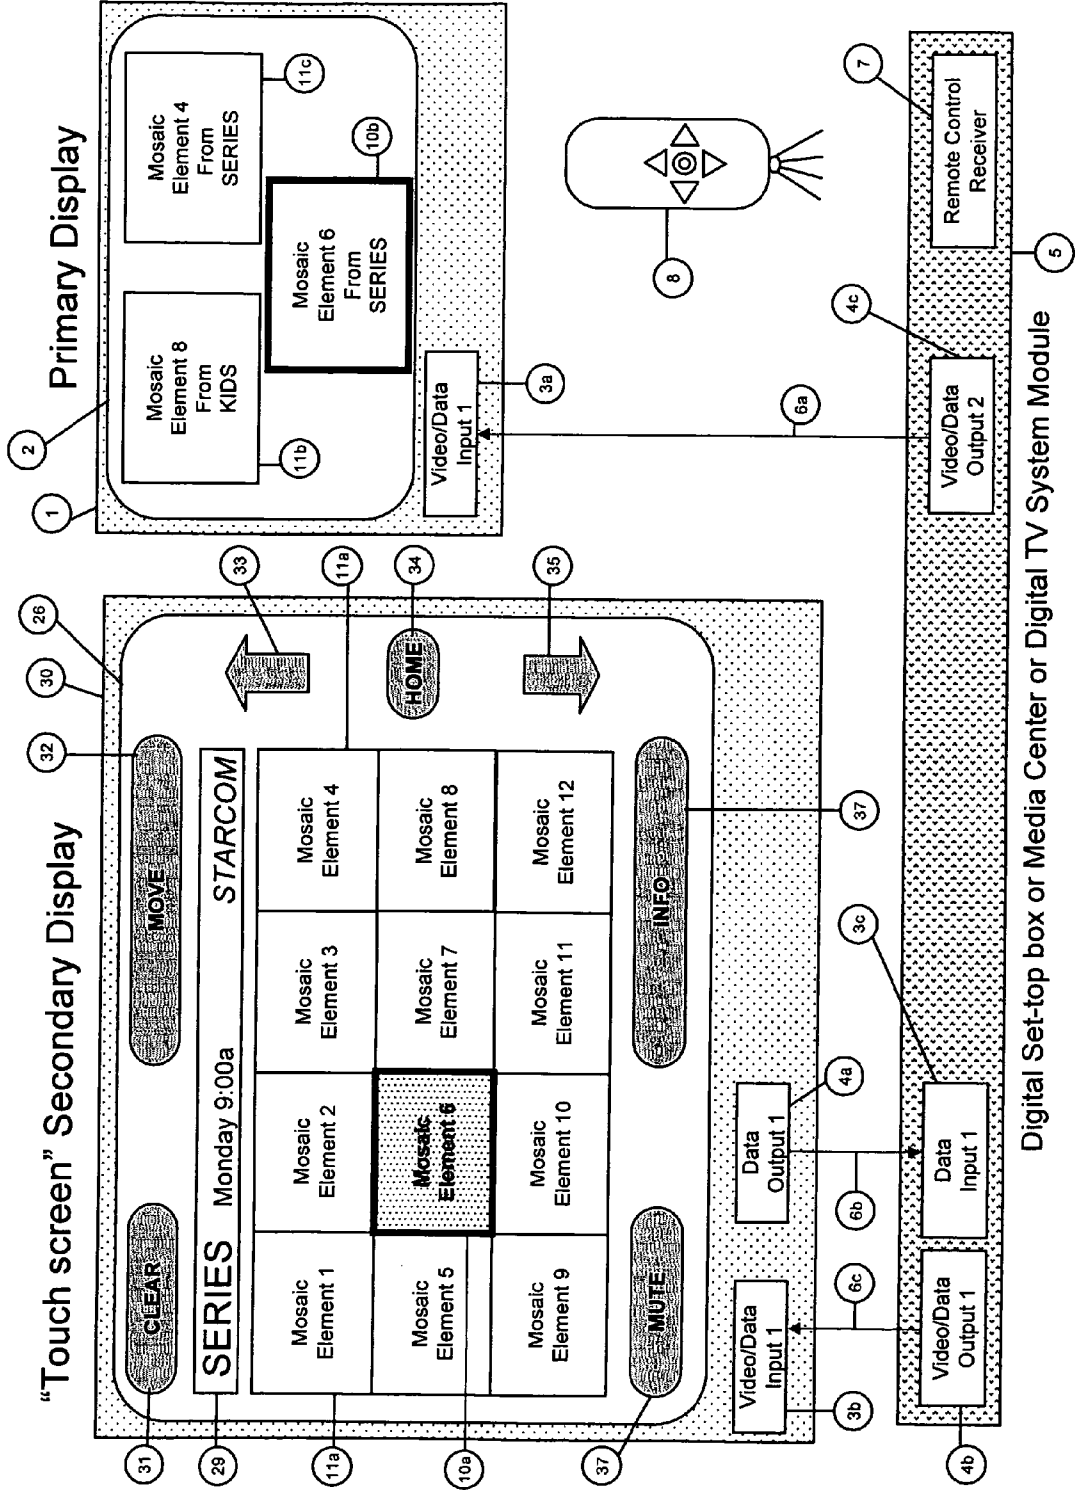 "Touch screen" Secondary Display
Primary Display
26
30
32
31
29
11a
10a
37
33
11a
34
35
37
CLEAR
MOVE
SERIES Monday 9:00a STARCOM
Mosaic
Element 1
Mosaic
Element 2
Mosaic
Element 3
Mosaic
Element 4
Mosaic
Element 5
Mosaic
Element 6
Mosaic
Element 7
Mosaic
Element 8
Mosaic
Element 9
Mosaic
Element 10
Mosaic
Element 11
Mosaic
Element 12
HOME
MUTE
INFO
Video/Data
Input 1
Data
Output 1
3b
4a
6c
6b
3c
1
2
Mosaic
Element 8
From
KIDS
Mosaic
Element 4
From
SERIES
Mosaic
Element 6
From
SERIES
11b
11c
10b
Video/Data
Input 1
3a
6a
8
4c
7
Video/Data
Output 1
Data
Input 1
Video/Data
Output 2
Remote Control
Receiver
4b
5
Digital Set-top box or Media Center or Digital TV System Module